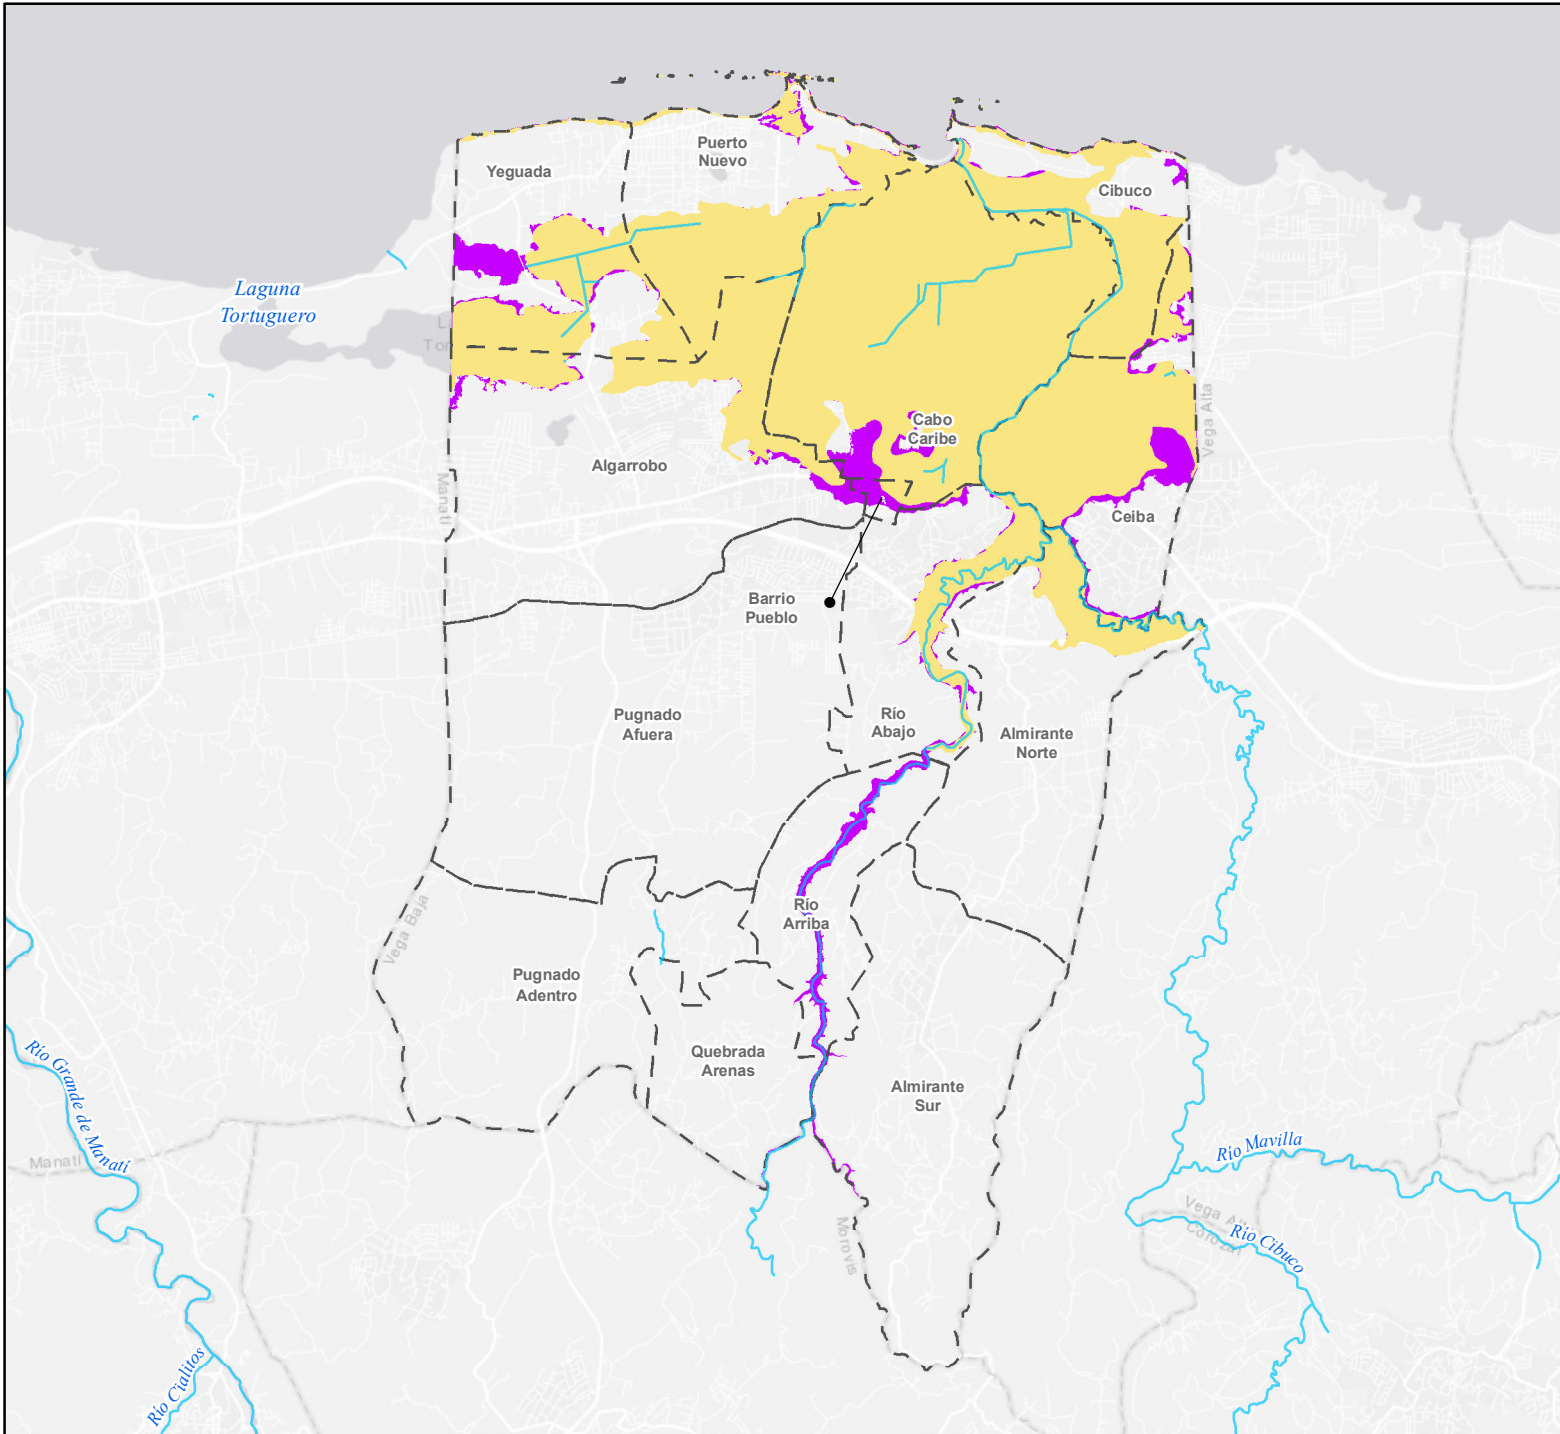 Puerto
Nuevo
Yeguada
Cibuco
Laguna
Tortuguero
Cabo
Caribe
Vega Alta
Algarrobo
Manatí
Ceiba
Barrio
Pueblo
Pugnado
Afuera
Río
Abajo
Almirante
Norte
Río
Arriba
Vega Baja
Pugnado
Adentro
Quebrada
Arenas
Almirante
Sur
Río Grande de Manatí
Manatí
Río Mavilla
Río Cibuco
Morovis
Río Cialitos